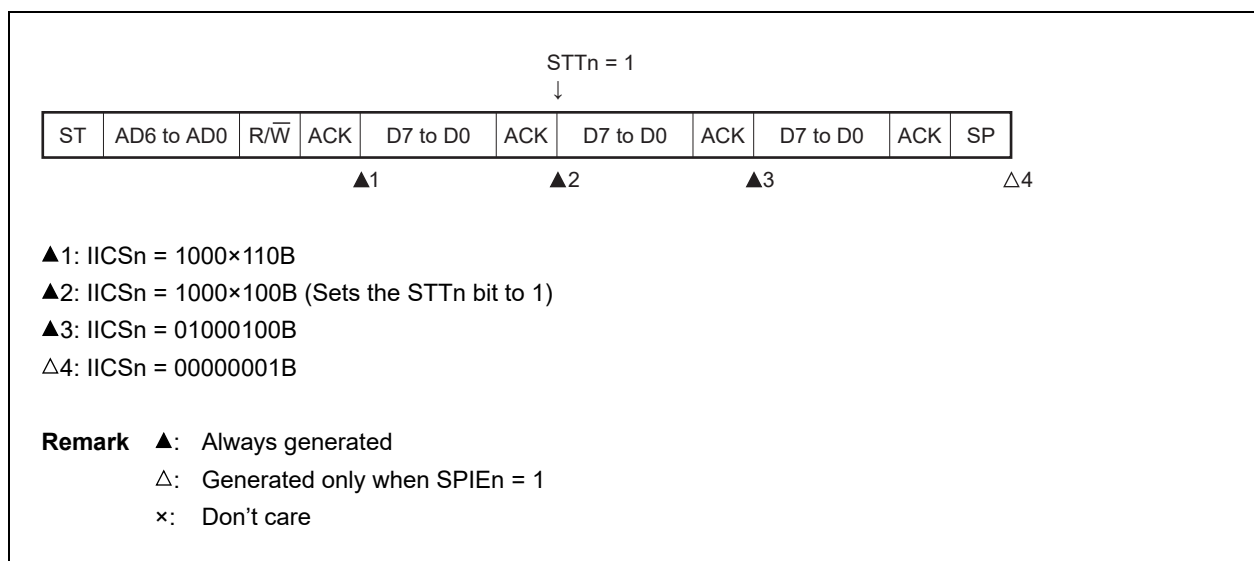 STTn = 1
↓
ST AD6 to AD0 R/W̅ ACK D7 to D0 ACK D7 to D0 ACK D7 to D0 ACK SP
▲1 ▲2 ▲3 △4
▲1: IICSn = 1000×110B
▲2: IICSn = 1000×100B (Sets the STTn bit to 1)
▲3: IICSn = 01000100B
△4: IICSn = 00000001B
Remark ▲: Always generated
△: Generated only when SPIEn = 1
×: Don't care